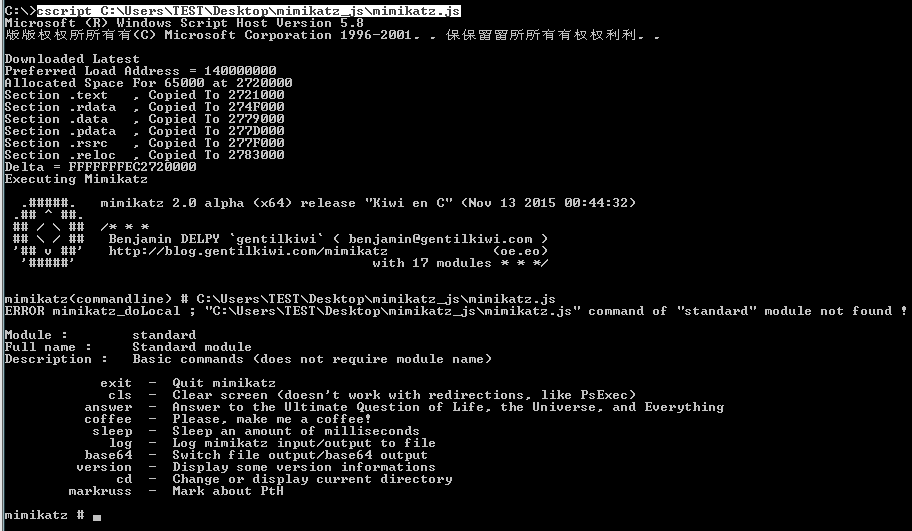 C:\>cscript C:\Users\TEST\Desktop\mimikatz_js\mimikatz.js
Microsoft (R) Windows Script Host Version 5.8
版版权权所所有有(C) Microsoft Corporation 1996-2001。。保保留留所所有有权权利利。。
Downloaded Latest
Preferred Load Address = 140000000
Allocated Space For 65000 at 2720000
Section .text   , Copied To 2721000
Section .rdata  , Copied To 274F000
Section .data   , Copied To 2779000
Section .pdata  , Copied To 277D000
Section .rsrc   , Copied To 277F000
Section .reloc  , Copied To 2783000
Delta = FFFFFFFEC2720000
Executing Mimikatz
  .#####.   mimikatz 2.0 alpha (x64) release "Kiwi en C" (Nov 13 2015 00:44:32)
 .## ^ ##.
 ## / \ ##  /* * *
 ## \ / ##   Benjamin DELPY `gentilkiwi` ( benjamin@gentilkiwi.com )
 '## v ##'   http://blog.gentilkiwi.com/mimikatz             (oe.eo)
  '#####'                                     with 17 modules * * */
mimikatz(commandline) # C:\Users\TEST\Desktop\mimikatz_js\mimikatz.js
ERROR mimikatz_doLocal ; "C:\Users\TEST\Desktop\mimikatz_js\mimikatz.js" command of "standard" module not found !
Module :        standard
Full name :     Standard module
Description :   Basic commands (does not require module name)
            exit  -  Quit mimikatz
             cls  -  Clear screen (doesn't work with redirections, like PsExec)
          answer  -  Answer to the Ultimate Question of Life, the Universe, and Everything
          coffee  -  Please, make me a coffee!
           sleep  -  Sleep an amount of milliseconds
             log  -  Log mimikatz input/output to file
          base64  -  Switch file output/base64 output
         version  -  Display some version informations
              cd  -  Change or display current directory
        markruss  -  Mark about PtH
mimikatz # _